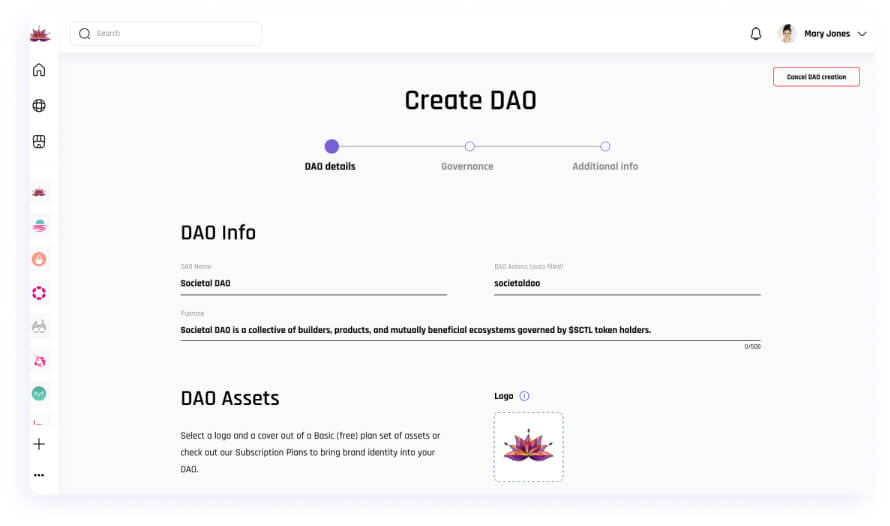 Search
Mary Jones
Cancel DAO creation
Create DAO
DAO details
Governance
Additional info
DAO Info
DAO Name
DAO Adress (auto filled)
Societal DAO
societaldao
Puprose
Societal DAO is a collective of builders, products, and mutually beneficial ecosystems governed by $SCTL token holders.
0/500
DAO Assets
Logo
Select a logo and a cover out of a Basic (free) plan set of assets or
check out our Subscription Plans to bring brand identity into your
DAO.